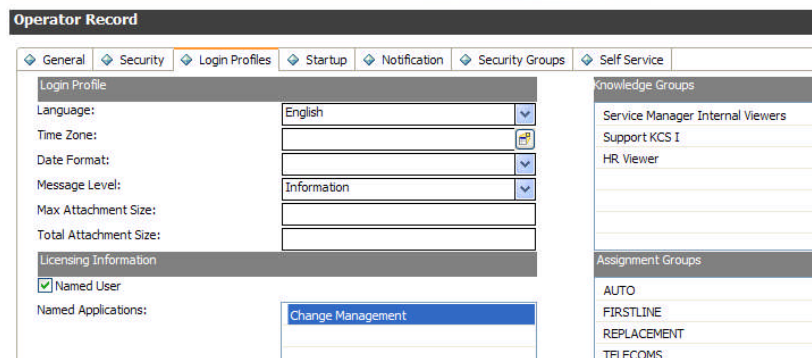 Operator Record
General Security Login Profiles Startup Notification Security Groups Self Service
Login Profile
Language: English
Time Zone:
Date Format:
Message Level: Information
Max Attachment Size:
Total Attachment Size:
Licensing Information
Named User
Named Applications: Change Management
Knowledge Groups
Service Manager Internal Viewers
Support KCS I
HR Viewer
Assignment Groups
AUTO
FIRSTLINE
REPLACEMENT
TELECOMS